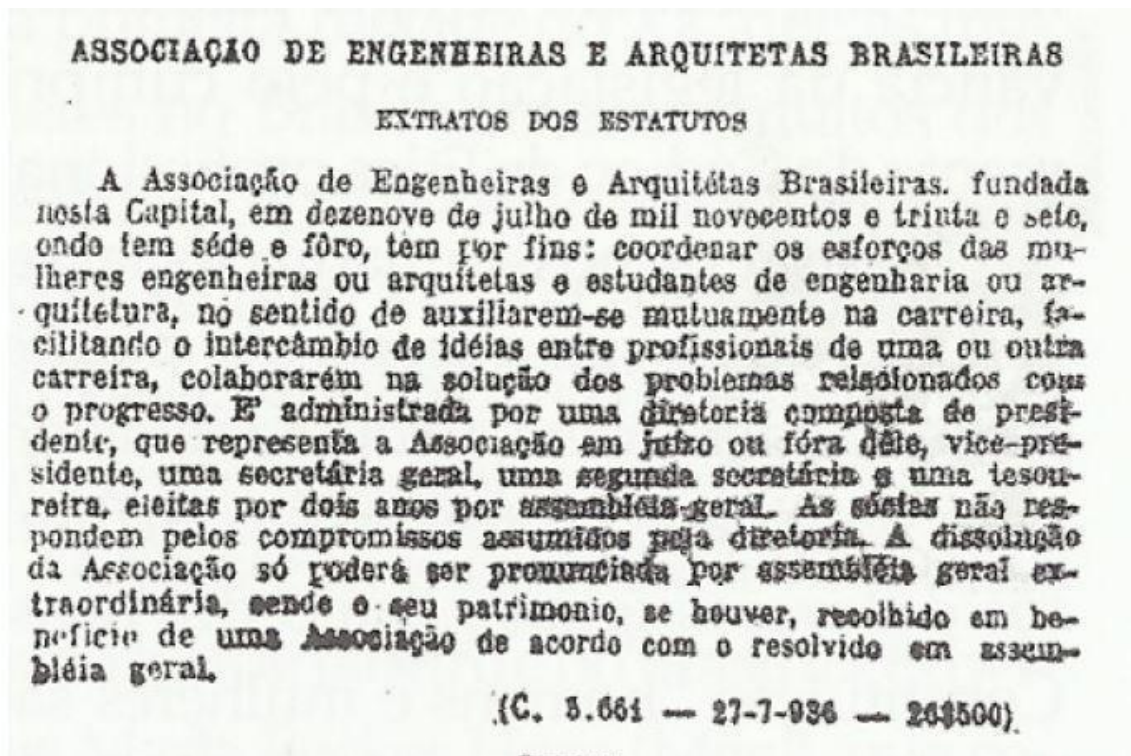 ASSOCIAÇÃO DE ENGENHEIRAS E ARQUITETAS BRASILEIRAS
EXTRATOS DOS ESTATUTOS
A Associação de Engenheiras e Arquitétas Brasileiras. fundada
nesta Capital, em dezenove de julho de mil novecentos e trinta e sete,
onde tem séde e fôro, tem por fins: coordenar os esforços das mu-
lheres engenheiras ou arquitetas e estudantes de engenharia ou ar-
quitetura, no sentido de auxiliarem-se mutuamente na carreira, fa-
cilitando o intercâmbio de idéias entre profissionais de uma ou outra
carreira, colaborarém na solução dos problemas relacionados com
o progresso. E' administrada por uma diretoria composta de presi-
dente, que representa a Associação em juizo ou fóra dêle, vice-pre-
sidente, uma secretária geral, uma segunda secretária e uma tesou-
reira, eleitas por dois anos por assembléia geral. As sócias não res-
pondem pelos compromissos assumidos pela diretoria. A dissolução
da Associação só poderá ser pronunciada por assembléia geral ex-
traordinária, sendo o seu patrimonio, se houver, recolhido em be-
neficio de uma Associação de acordo com o resolvido em assem-
bléia geral.
(C. 3.661 — 27-7-936 — 26$500)